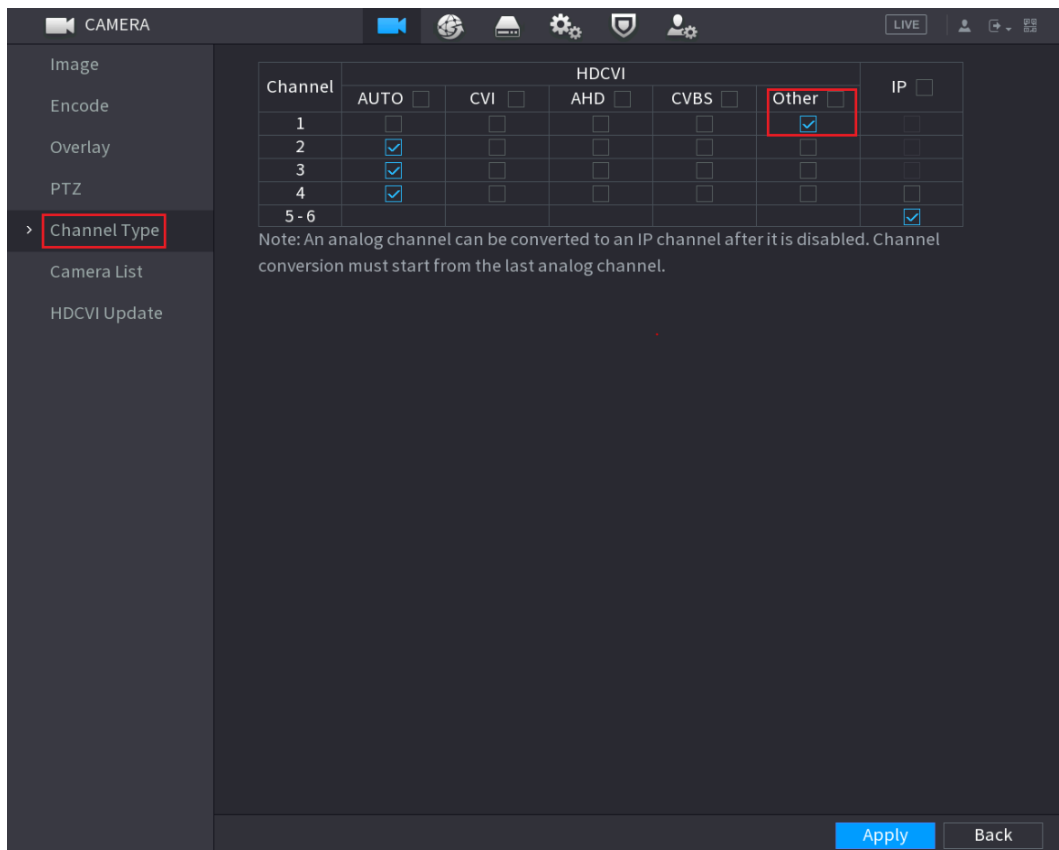 CAMERA
LIVE
Image
Encode
Overlay
PTZ
Channel Type
Camera List
HDCVI Update
Channel HDCVI IP
AUTO CVI AHD CVBS Other
1
2
3
4
5-6
Note: An analog channel can be converted to an IP channel after it is disabled. Channel
conversion must start from the last analog channel.
Apply Back